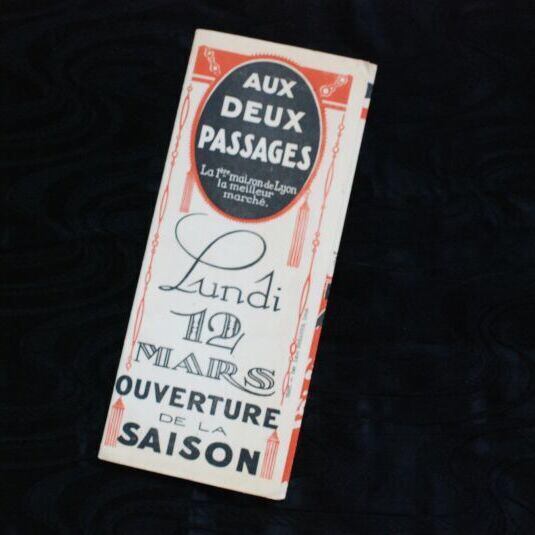 AUX
DEUX
PASSAGES
La 1ère maison de Lyon
la meilleur
marché.
Lundi
12
MARS
OUVERTURE
DE LA
SAISON